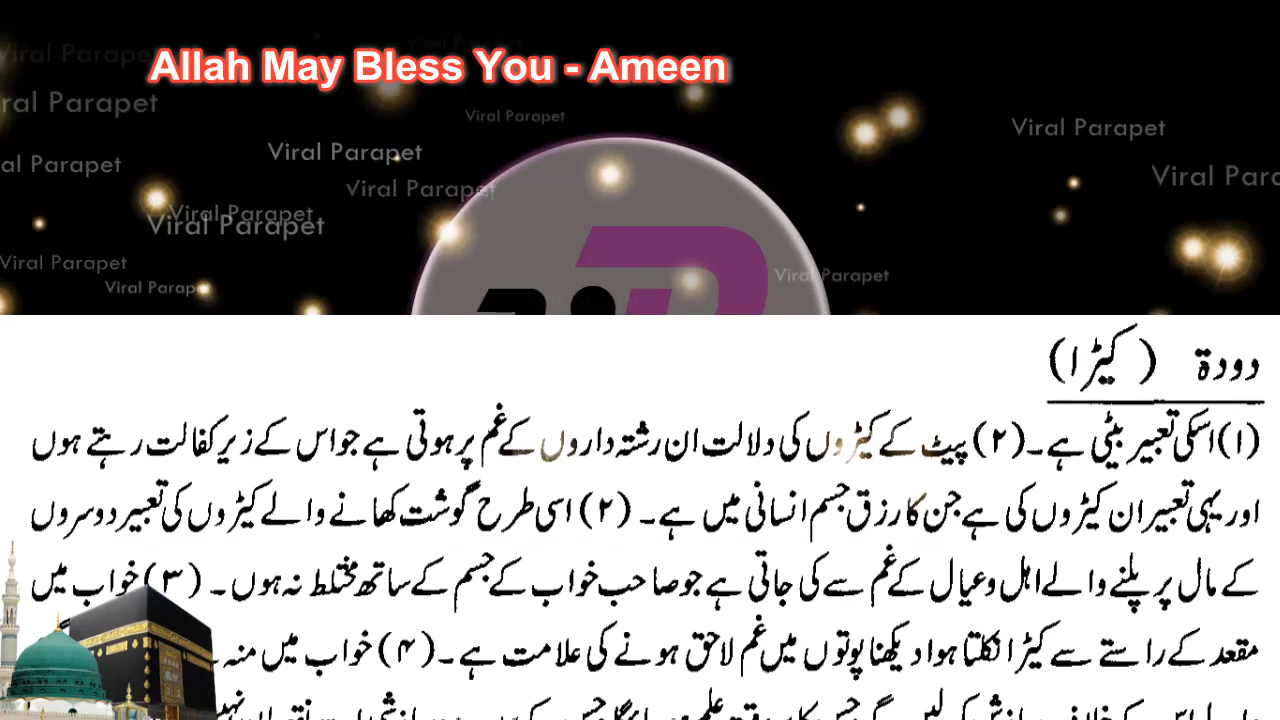 Allah May Bless You - Ameen
Viral Parapet
دودۃ (کیڑا)
(۱) اسکی تعبیر بیٹی ہے۔ (۲) پیٹ کے کیڑوں کی دلالت ان رشتہ داروں کے غم پر ہوتی ہے جو اس کے زیر کفالت رہتے ہوں
اور یہی تعبیر ان کیڑوں کی ہے جن کا رزق جسم انسانی میں ہے۔ (۲) اسی طرح گوشت کھانے والے کیڑوں کی تعبیر دوسروں
کے مال پر پلنے والے اہل وعیال کے غم سے کی جاتی ہے جو صاحب خواب کے جسم کے ساتھ مختلط نہ ہوں۔ (۳) خواب میں
مقعد کے راستے سے کیڑا نکلتا ہوا دیکھنا پوتوں میں غم لاحق ہونے کی علامت ہے۔ (۴) خواب میں منہ